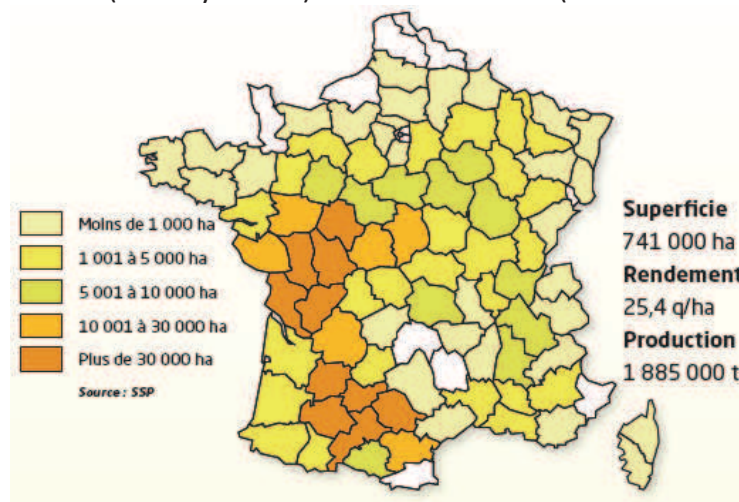 Moins de 1 000 ha
1 001 à 5 000 ha
5 001 à 10 000 ha
10 001 à 30 000 ha
Plus de 30 000 ha
Source : SSP
Superficie
741 000 ha
Rendement
25,4 q/ha
Production
1 885 000 t